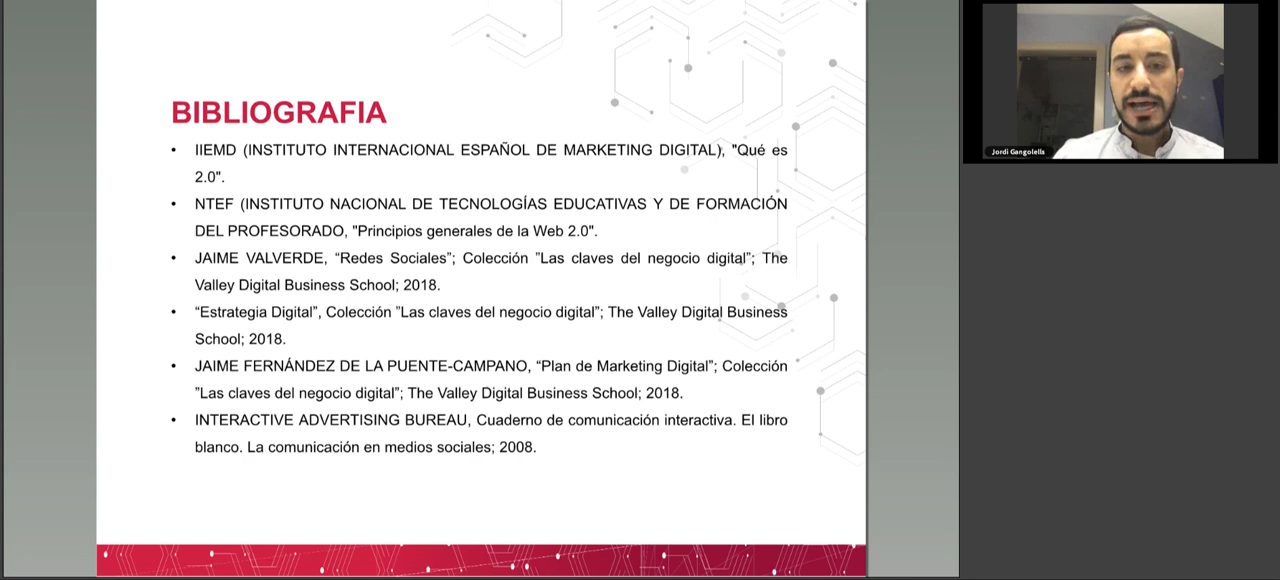 BIBLIOGRAFIA
• IIEMD (INSTITUTO INTERNACIONAL ESPAÑOL DE MARKETING DIGITAL), "Qué es
2.0".
• NTEF (INSTITUTO NACIONAL DE TECNOLOGÍAS EDUCATIVAS Y DE FORMACIÓN
DEL PROFESORADO, "Principios generales de la Web 2.0".
• JAIME VALVERDE, “Redes Sociales”; Colección ”Las claves del negocio digital”; The
Valley Digital Business School; 2018.
• “Estrategia Digital”, Colección ”Las claves del negocio digital”; The Valley Digital Business
School; 2018.
• JAIME FERNÁNDEZ DE LA PUENTE-CAMPANO, “Plan de Marketing Digital”; Colección
”Las claves del negocio digital”; The Valley Digital Business School; 2018.
• INTERACTIVE ADVERTISING BUREAU, Cuaderno de comunicación interactiva. El libro
blanco. La comunicación en medios sociales; 2008.
Jordi Gangolells